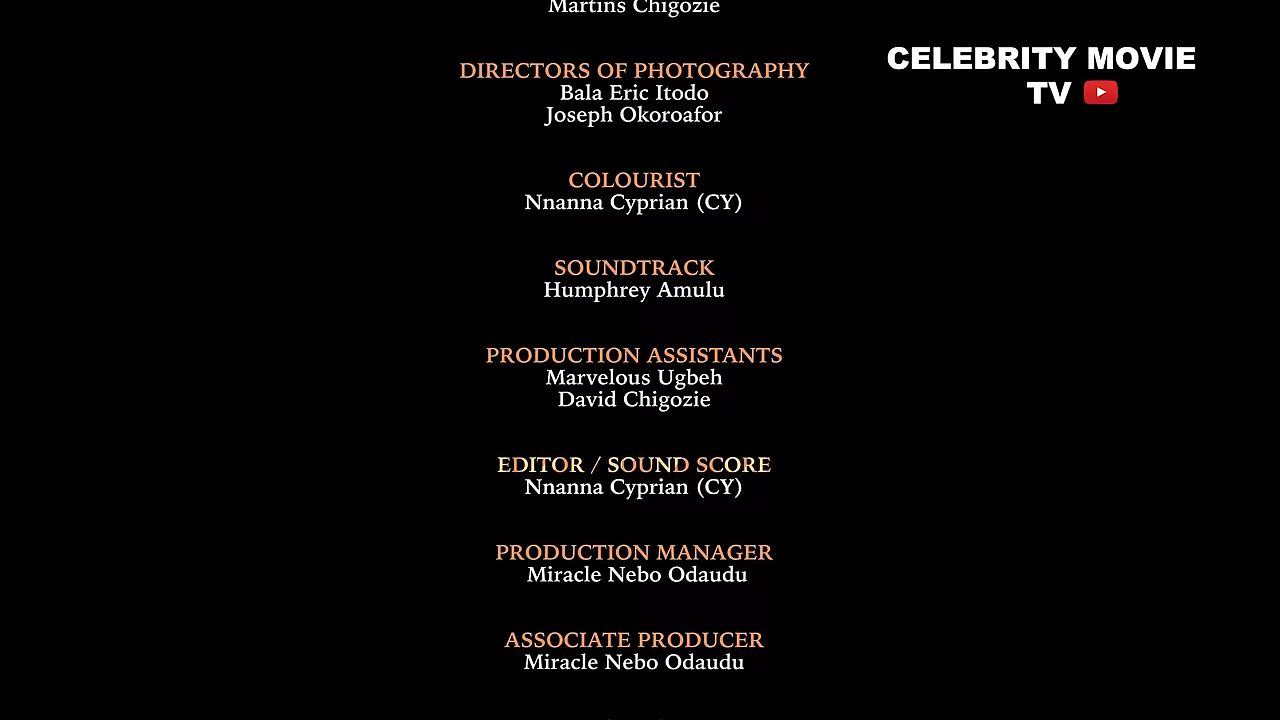 Martins Chigozie
DIRECTORS OF PHOTOGRAPHY
Bala Eric Itodo
Joseph Okoroafor
COLOURIST
Nnanna Cyprian (CY)
SOUNDTRACK
Humphrey Amulu
PRODUCTION ASSISTANTS
Marvelous Ugbeh
David Chigozie
EDITOR / SOUND SCORE
Nnanna Cyprian (CY)
PRODUCTION MANAGER
Miracle Nebo Odaudu
ASSOCIATE PRODUCER
Miracle Nebo Odaudu
CELEBRITY MOVIE
TV